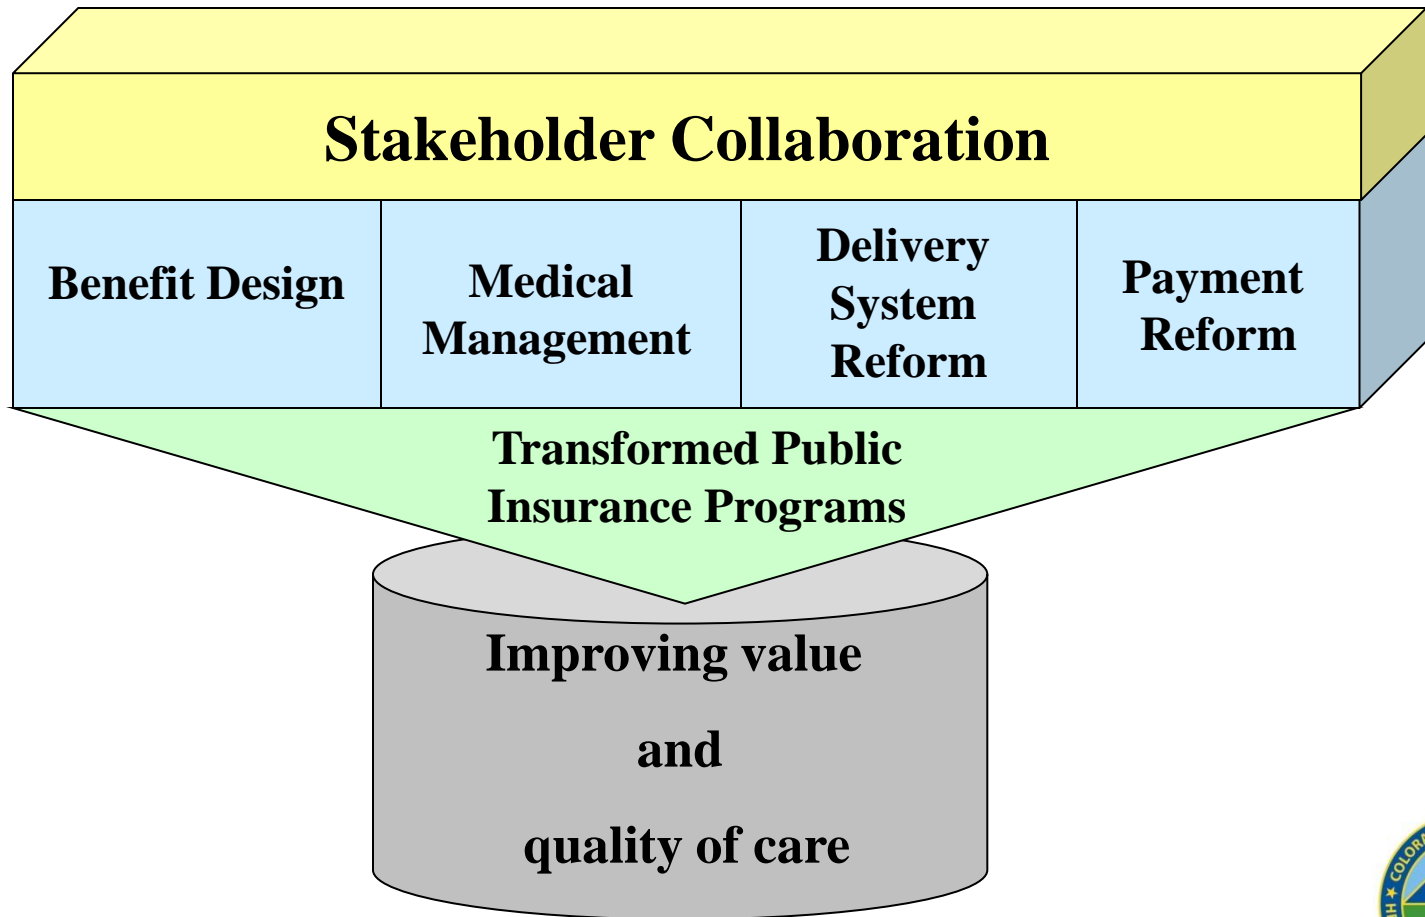 Stakeholder Collaboration
Benefit Design
Medical
Management
Delivery
System
Reform
Payment
Reform
Transformed Public
Insurance Programs
Improving value
and
quality of care